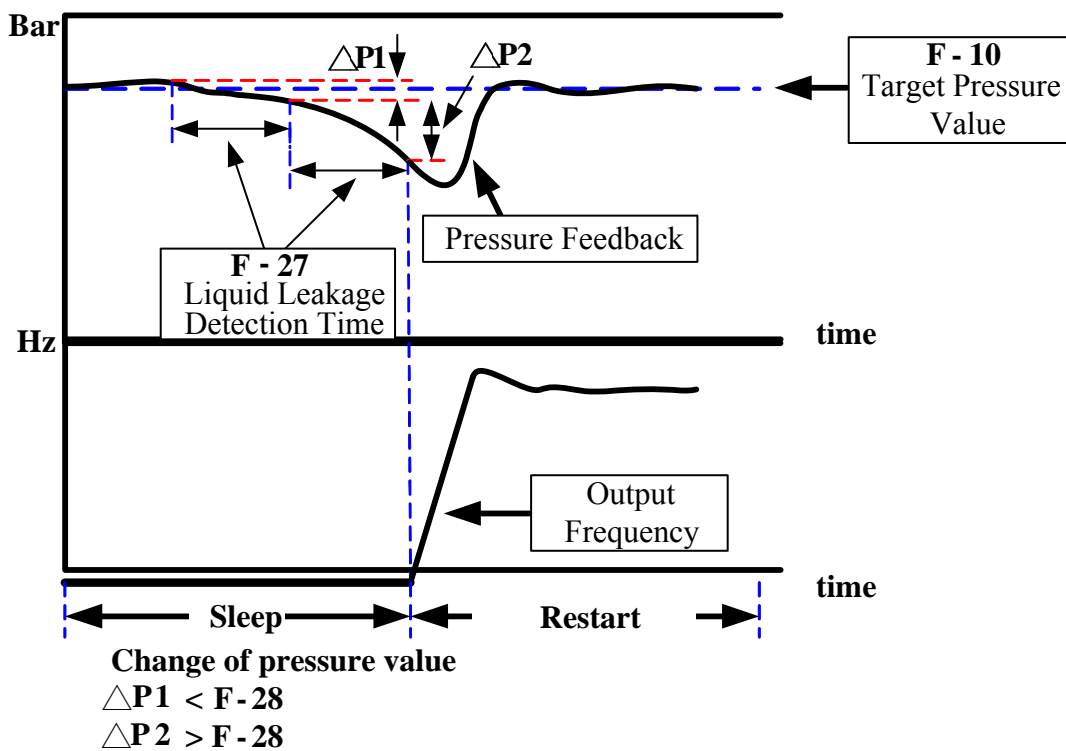 Bar
△P1
△P2
F - 10
Target Pressure
Value
Pressure Feedback
F - 27
Liquid Leakage
Detection Time
time
Hz
Output
Frequency
time
Sleep
Restart
Change of pressure value
△P1 < F-28
△P2 > F-28